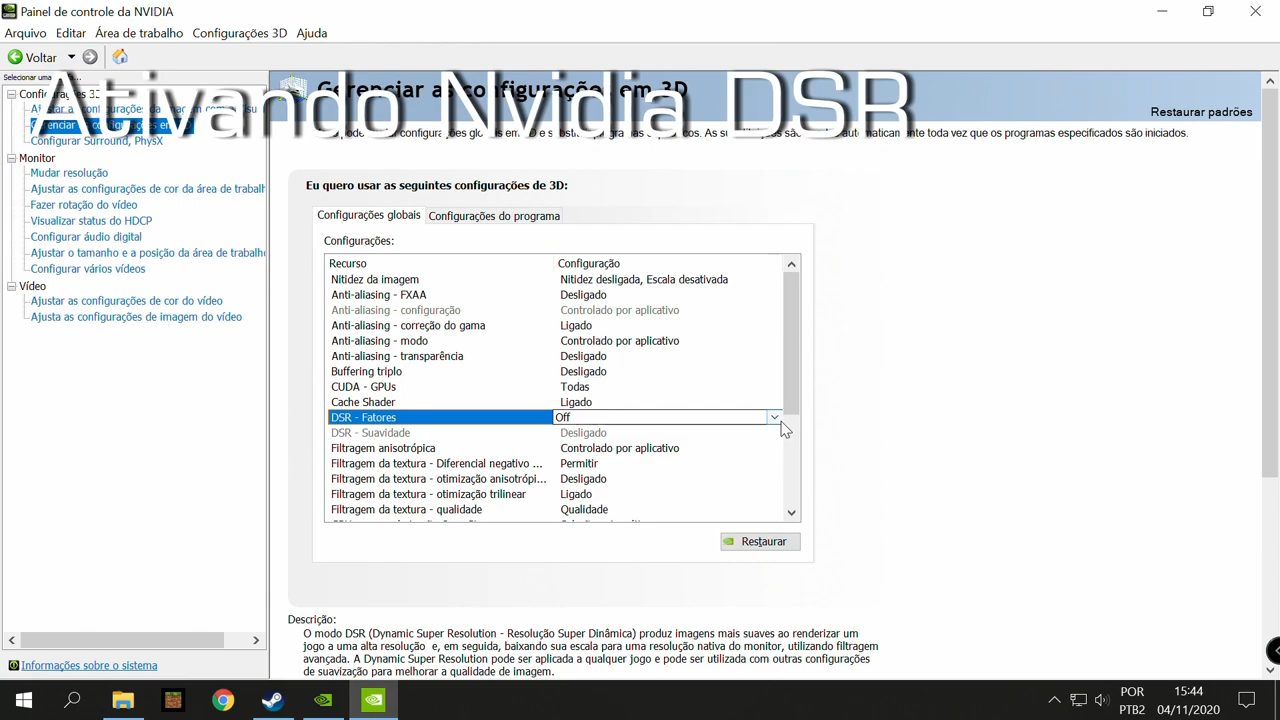 Painel de controle da NVIDIA
Arquivo Editar Área de trabalho Configurações 3D Ajuda
Voltar
Ativando Nvidia DSR
Gerenciar as configurações em 3D
Restaurar padrões
configurações globais
As
automaticamente toda vez que os programas especificados são iniciados.
Configurar Surround, PhysX
Monitor
Mudar resolução
Ajustar as configurações de cor da área de trabalh
Fazer rotação do vídeo
Visualizar status do HDCP
Configurar áudio digital
Ajustar o tamanho e a posição da área de trabalho
Configurar vários vídeos
Vídeo
Ajustar as configurações de cor do vídeo
Ajusta as configurações de imagem do vídeo
Informações sobre o sistema
Eu quero usar as seguintes configurações de 3D:
Configurações globais Configurações do programa
Configurações:
Recurso Configuração
Nitidez da imagem Nitidez desligada, Escala desativada
Anti-aliasing - FXAA Desligado
Anti-aliasing - configuração Controlado por aplicativo
Anti-aliasing - correção do gama Ligado
Anti-aliasing - modo Controlado por aplicativo
Anti-aliasing - transparência Desligado
Buffering triplo Desligado
CUDA - GPUs Todas
Cache Shader Ligado
DSR - Fatores Off
DSR - Suavidade Desligado
Filtragem anisotrópica Controlado por aplicativo
Filtragem da textura - Diferencial negativo ... Permitir
Filtragem da textura - otimização anisotrópi... Desligado
Filtragem da textura - otimização trilinear Ligado
Filtragem da textura - qualidade Qualidade
Restaurar
Descrição:
O modo DSR (Dynamic Super Resolution - Resolução Super Dinâmica) produz imagens mais suaves ao renderizar um
jogo a uma alta resolução e, em seguida, baixando sua escala para uma resolução nativa do monitor, utilizando filtragem
avançada. A Dynamic Super Resolution pode ser aplicada a qualquer jogo e pode ser utilizada com outras configurações
de suavização para melhorar a qualidade de imagem.
POR
PTB2
15:44
04/11/2020